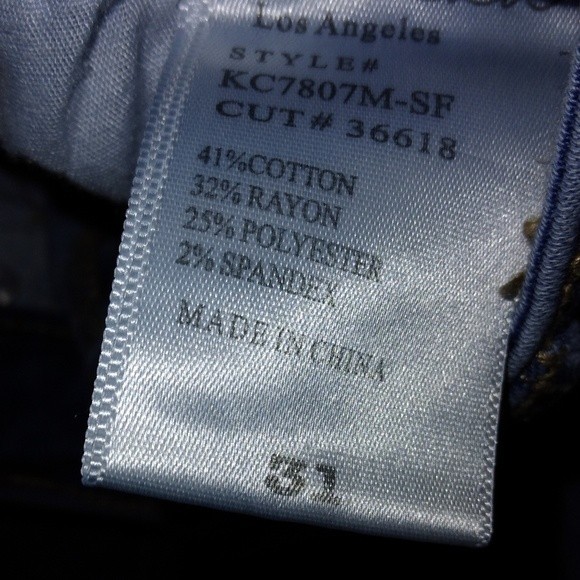 Los Angeles
STYLE#
KC7807M-SF
CUT# 36618
41%COTTON
32% RAYON
25% POLYESTER
2% SPANDEX
MADE IN CHINA
31